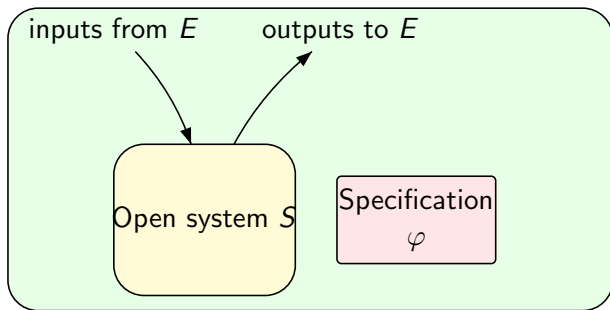 inputs from E
outputs to E
Open system S
Specification
φ